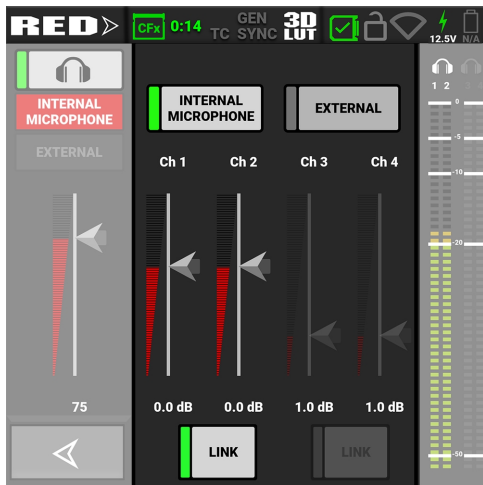 RED
CFx 0:14
GEN
TC SYNC
3D
LUT
12.5V N/A
INTERNAL
MICROPHONE
EXTERNAL
75
INTERNAL
MICROPHONE
EXTERNAL
Ch 1 Ch 2 Ch 3 Ch 4
0.0 dB 0.0 dB 1.0 dB 1.0 dB
LINK LINK
1 2
0
-5
-10
-20
-50